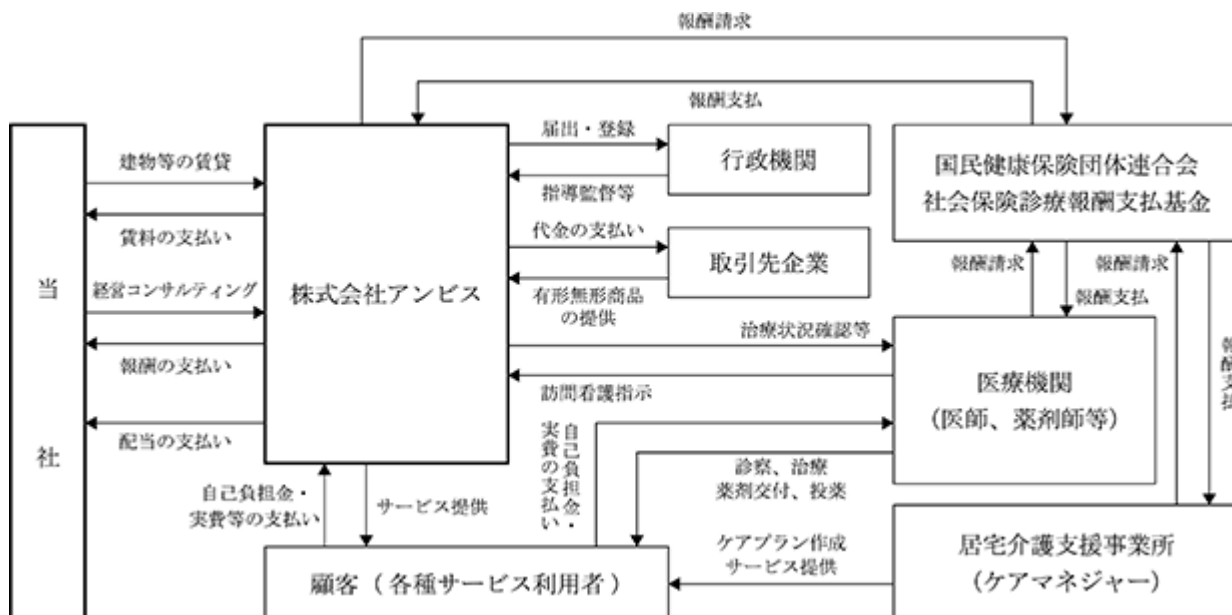 報酬請求
報酬支払
当社
建物等の賃貸
賃料の支払い
経営コンサルティング
報酬の支払い
配当の支払い
株式会社アンビス
届出・登録
指導監督等
行政機関
代金の支払い
有形無形商品
の提供
取引先企業
国民健康保険団体連合会
社会保険診療報酬支払基金
報酬請求
報酬支払
報酬請求
報酬支払
治療状況確認等
訪問看護指示
医療機関
（医師、薬剤師等）
自己負担金・
実費の支払い
診察、治療
薬剤交付、投薬
自己負担金・
実費等の支払い
サービス提供
顧客（各種サービス利用者）
ケアプラン作成
サービス提供
居宅介護支援事業所
（ケアマネジャー）